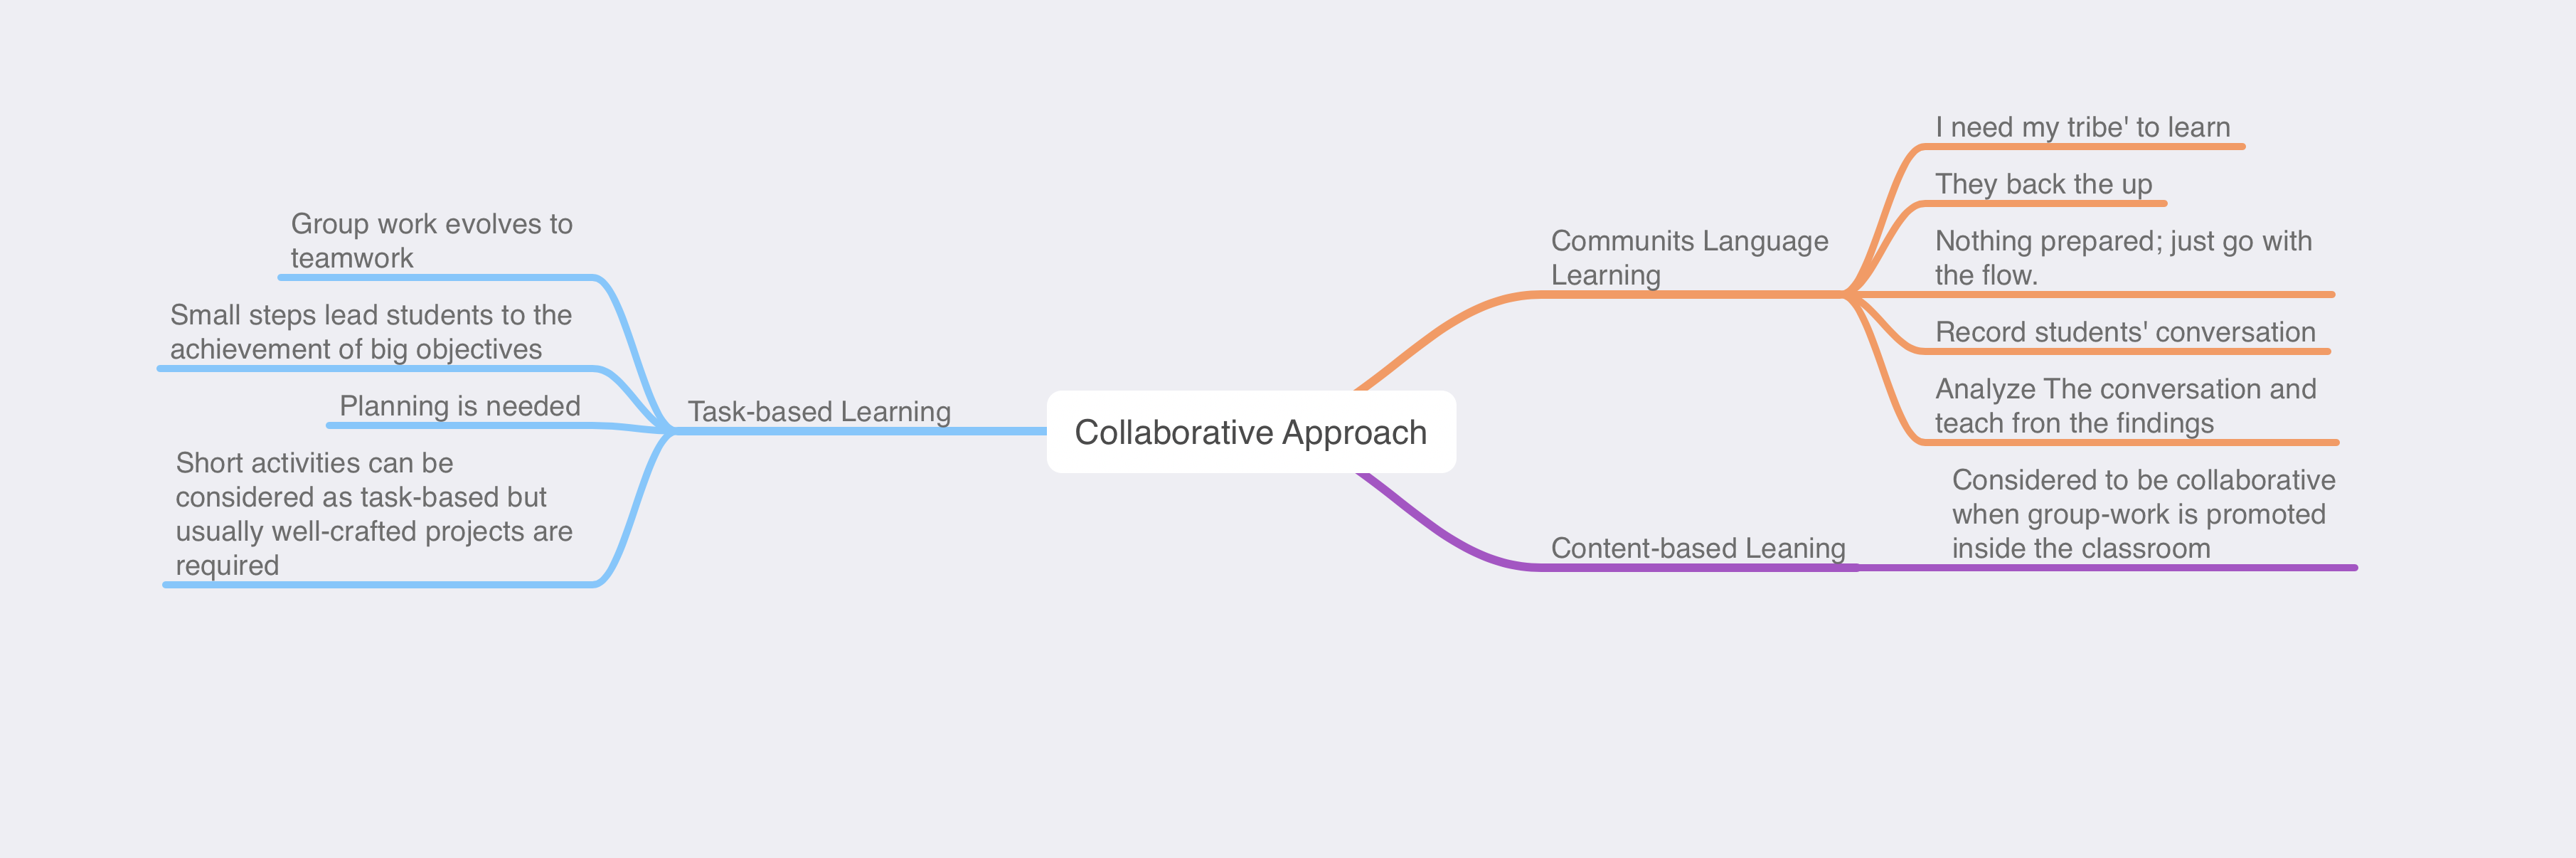 Collaborative Approach
Task-based Learning
Group work evolves to
teamwork
Small steps lead students to the
achievement of big objectives
Planning is needed
Short activities can be
considered as task-based but
usually well-crafted projects are
required
Communits Language
Learning
I need my tribe' to learn
They back the up
Nothing prepared; just go with
the flow.
Record students' conversation
Analyze The conversation and
teach fron the findings
Content-based Leaning
Considered to be collaborative
when group-work is promoted
inside the classroom